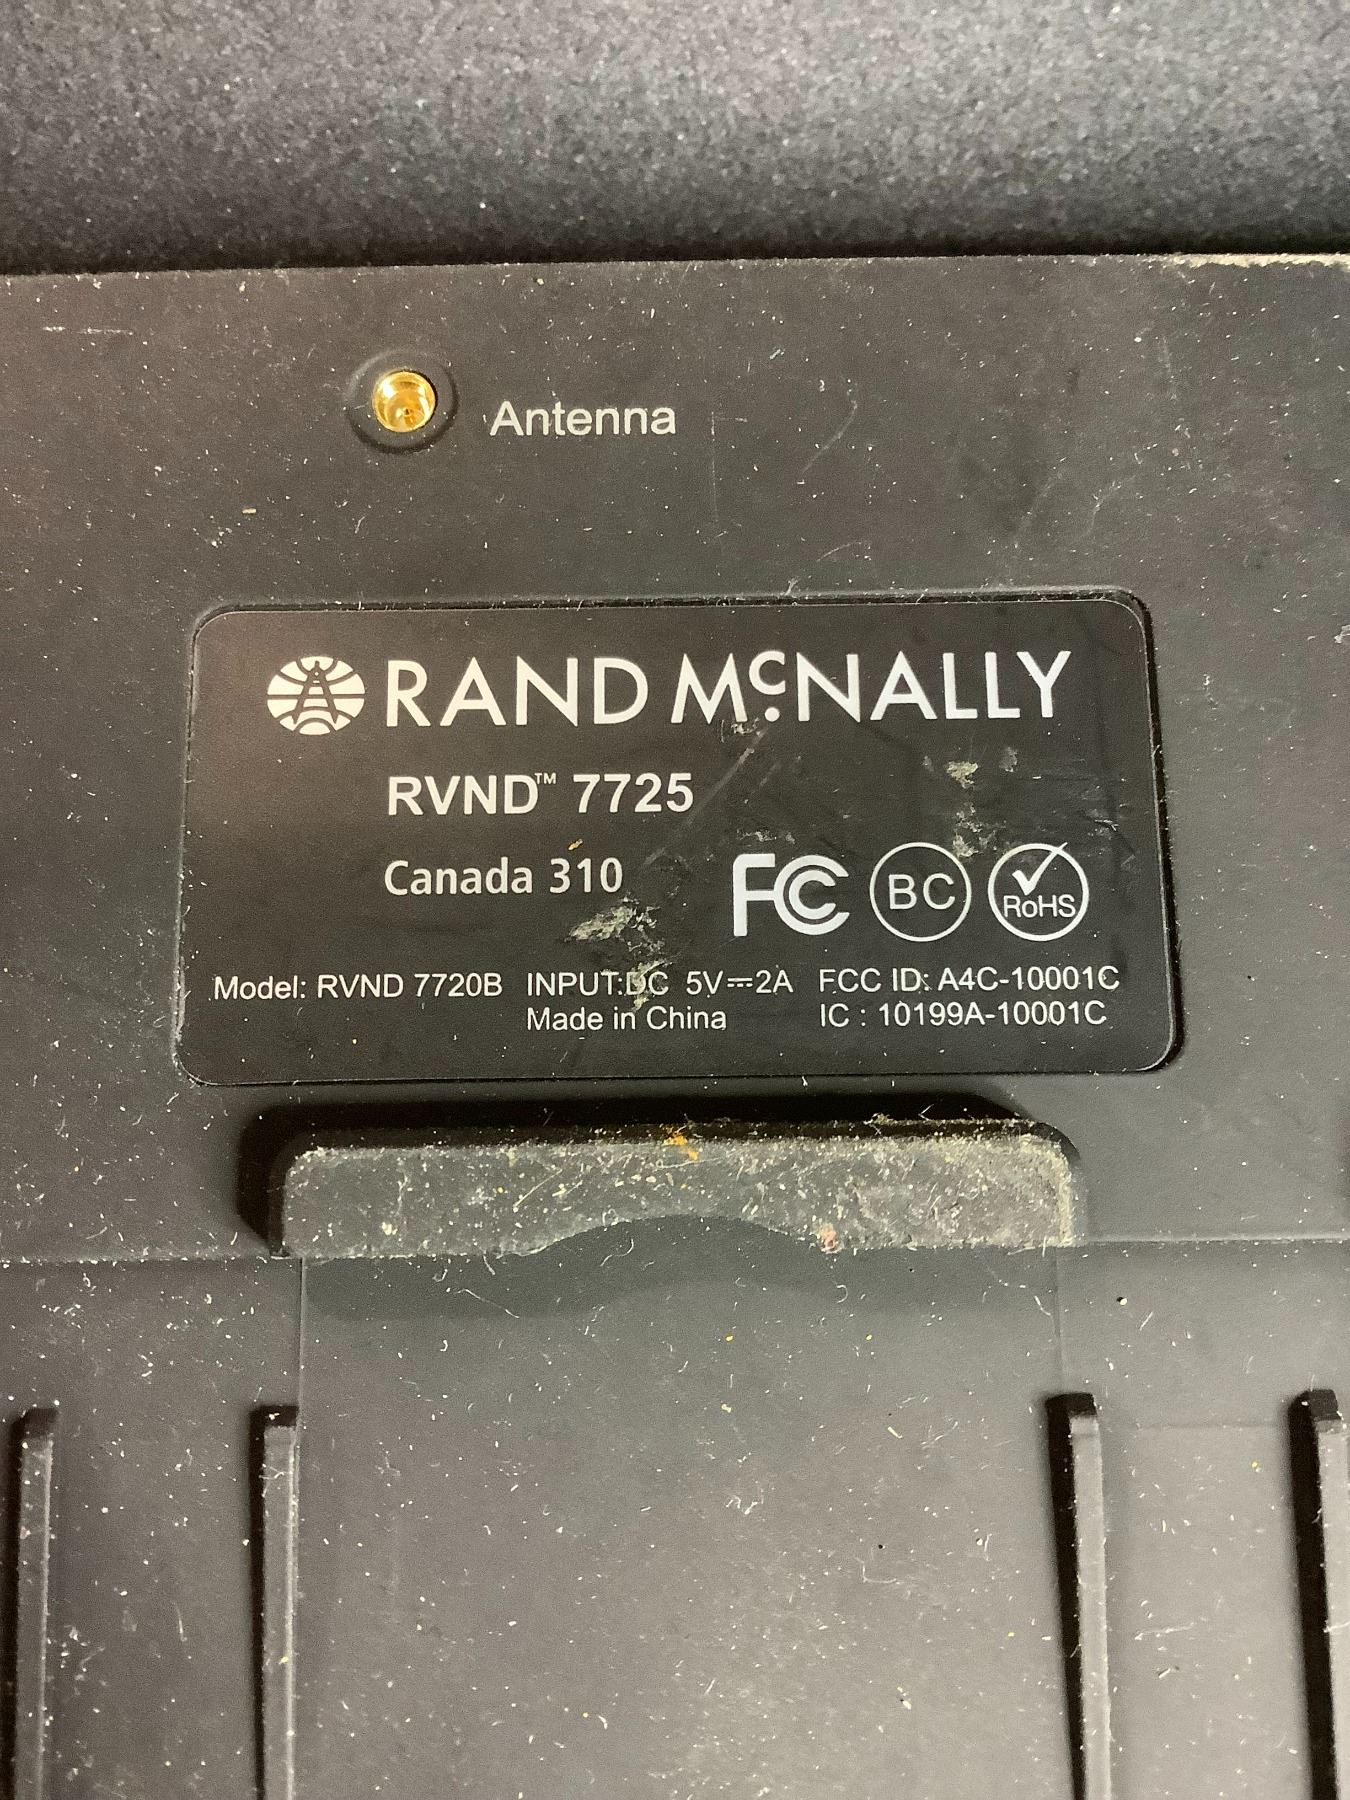 Antenna
RAND McNALLY
RVND™ 7725
Canada 310
FC BC RoHS
Model: RVND 7720B INPUT:DC 5V⎓2A FCC ID: A4C-10001C
Made in China IC : 10199A-10001C